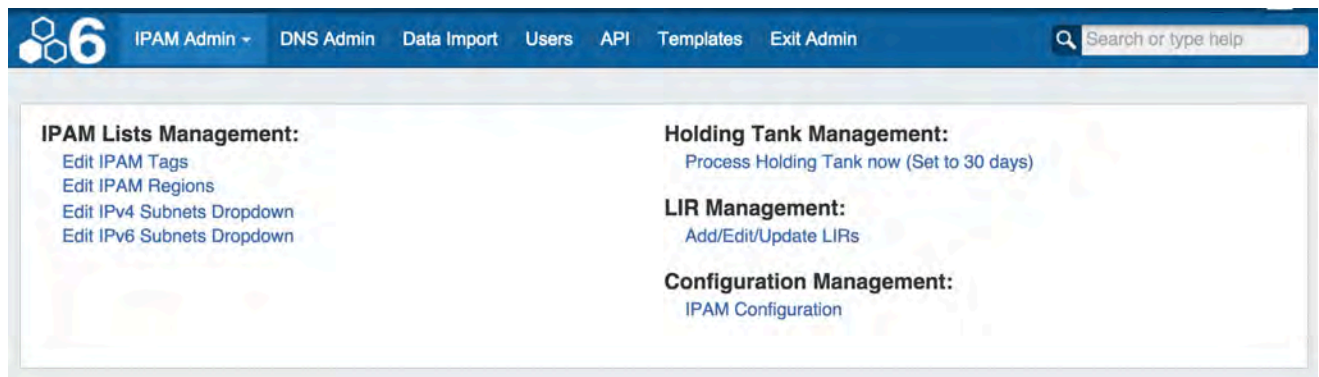 6 IPAM Admin DNS Admin Data Import Users API Templates Exit Admin Search or type help
IPAM Lists Management:
Edit IPAM Tags
Edit IPAM Regions
Edit IPv4 Subnets Dropdown
Edit IPv6 Subnets Dropdown
Holding Tank Management:
Process Holding Tank now (Set to 30 days)
LIR Management:
Add/Edit/Update LIRs
Configuration Management:
IPAM Configuration